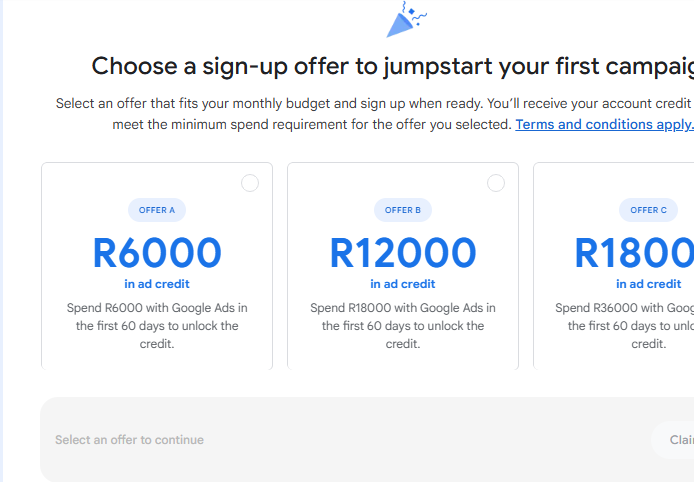 Choose a sign-up offer to jumpstart your first campaig
Select an offer that fits your monthly budget and sign up when ready. You'll receive your account credit
meet the minimum spend requirement for the offer you selected. Terms and conditions apply.
OFFER A
R6000
in ad credit
Spend R6000 with Google Ads in
the first 60 days to unlock the
credit.
OFFER B
R12000
in ad credit
Spend R18000 with Google Ads in
the first 60 days to unlock the
credit.
OFFER C
R1800
in ad credit
Spend R36000 with Goog
the first 60 days to unlo
credit.
Select an offer to continue
Clai